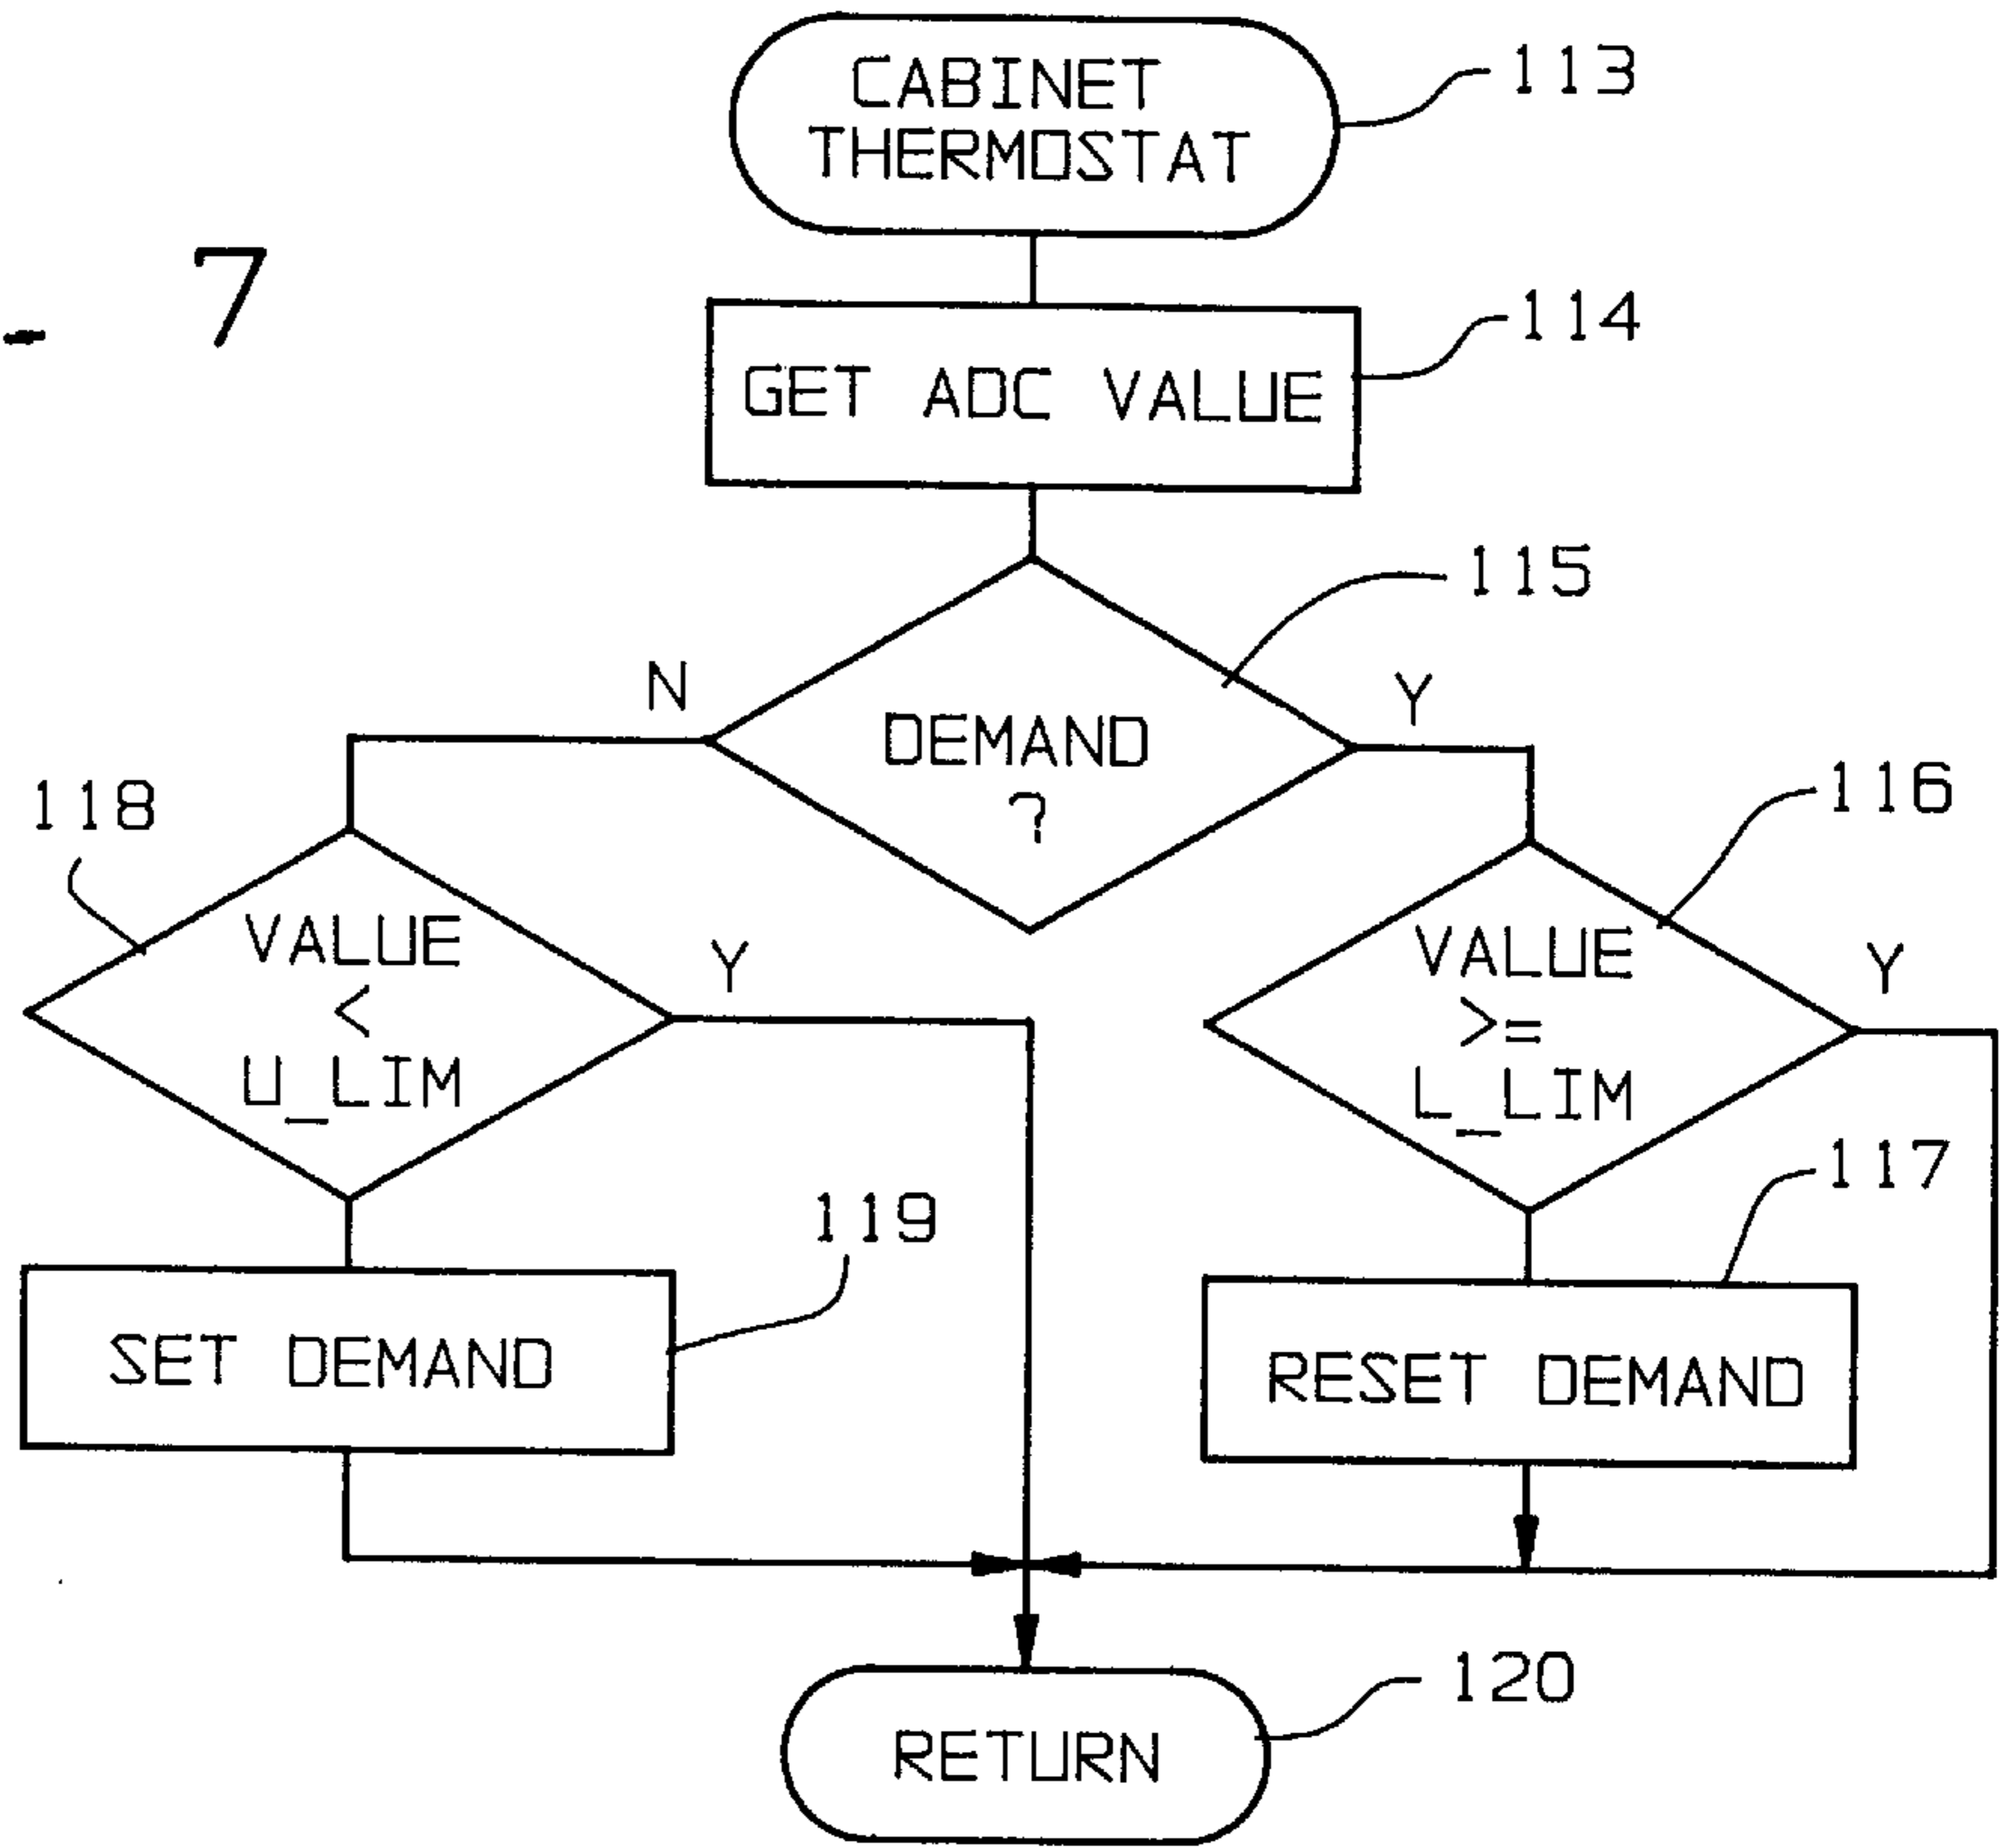 CABINET
THERMOSTAT
113
- 7
GET ADC VALUE
114
115
N
DEMAND
?
Y
118
116
VALUE
<
U_LIM
Y
VALUE
>=
L_LIM
Y
119
117
SET DEMAND
RESET DEMAND
120
RETURN